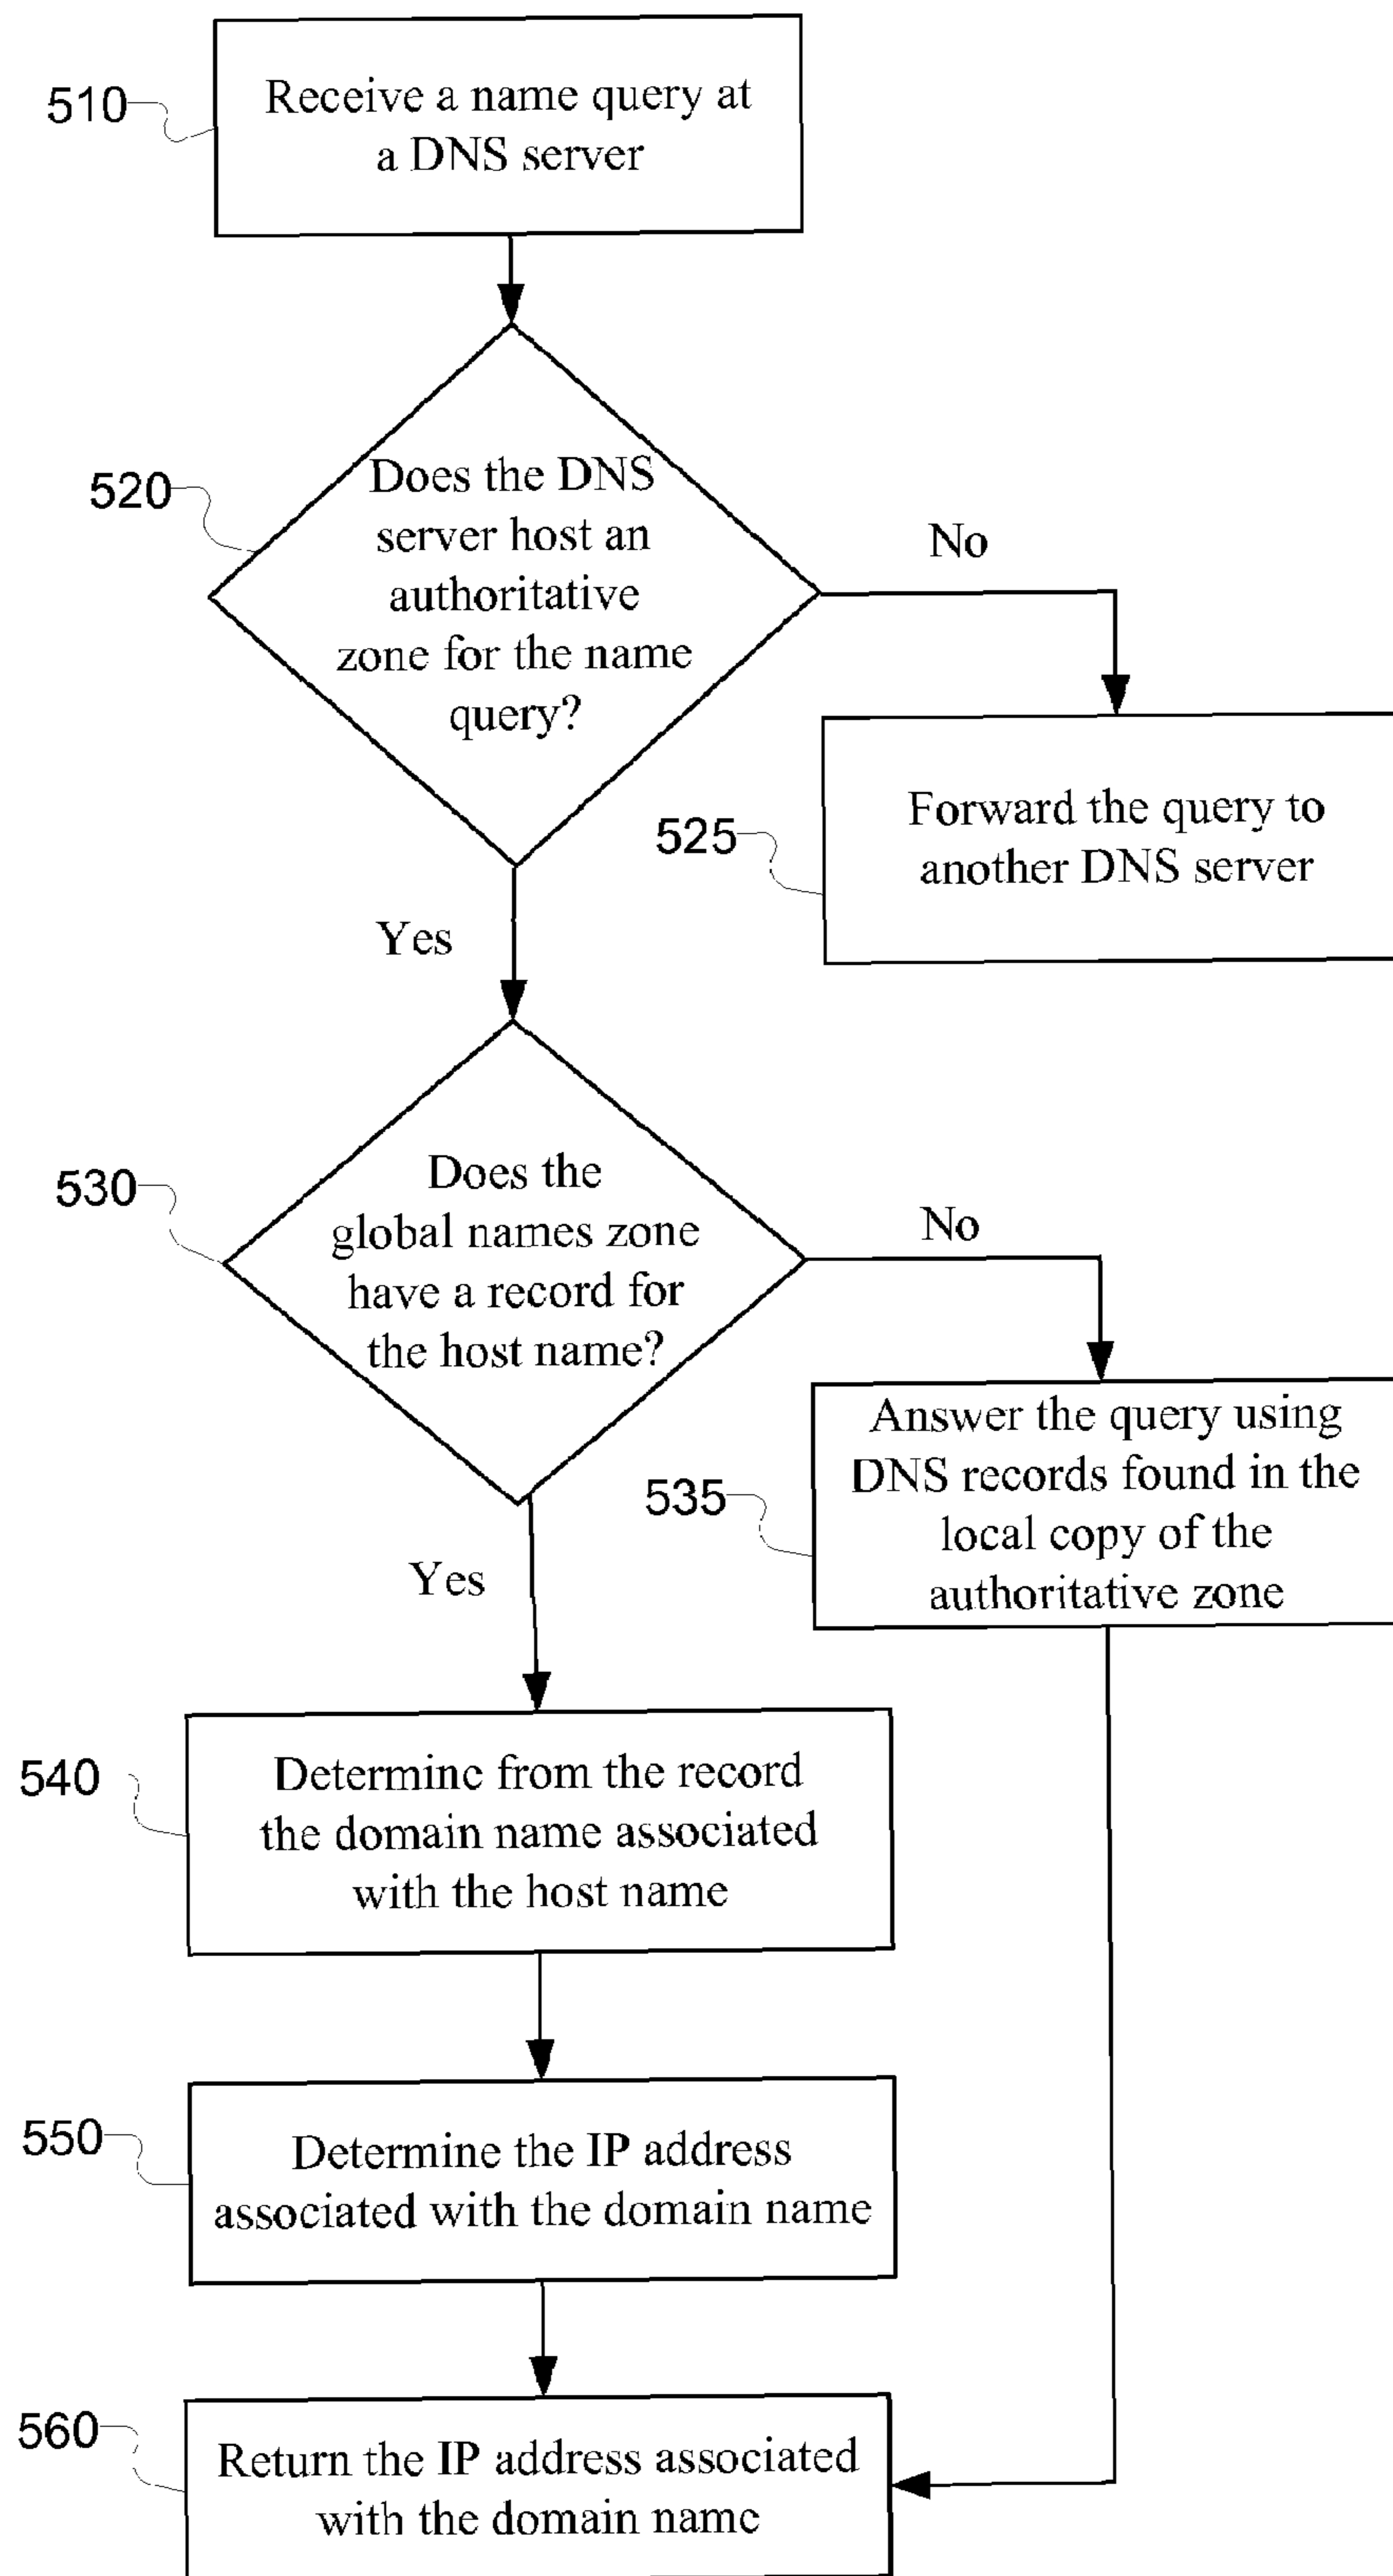 510
Receive a name query at
a DNS server
520
Does the DNS
server host an
authoritative
zone for the name
query?
No
525
Forward the query to
another DNS server
Yes
530
Does the
global names zone
have a record for
the host name?
No
535
Answer the query using
DNS records found in the
local copy of the
authoritative zone
Yes
540
Determine from the record
the domain name associated
with the host name
550
Determine the IP address
associated with the domain name
560
Return the IP address associated
with the domain name